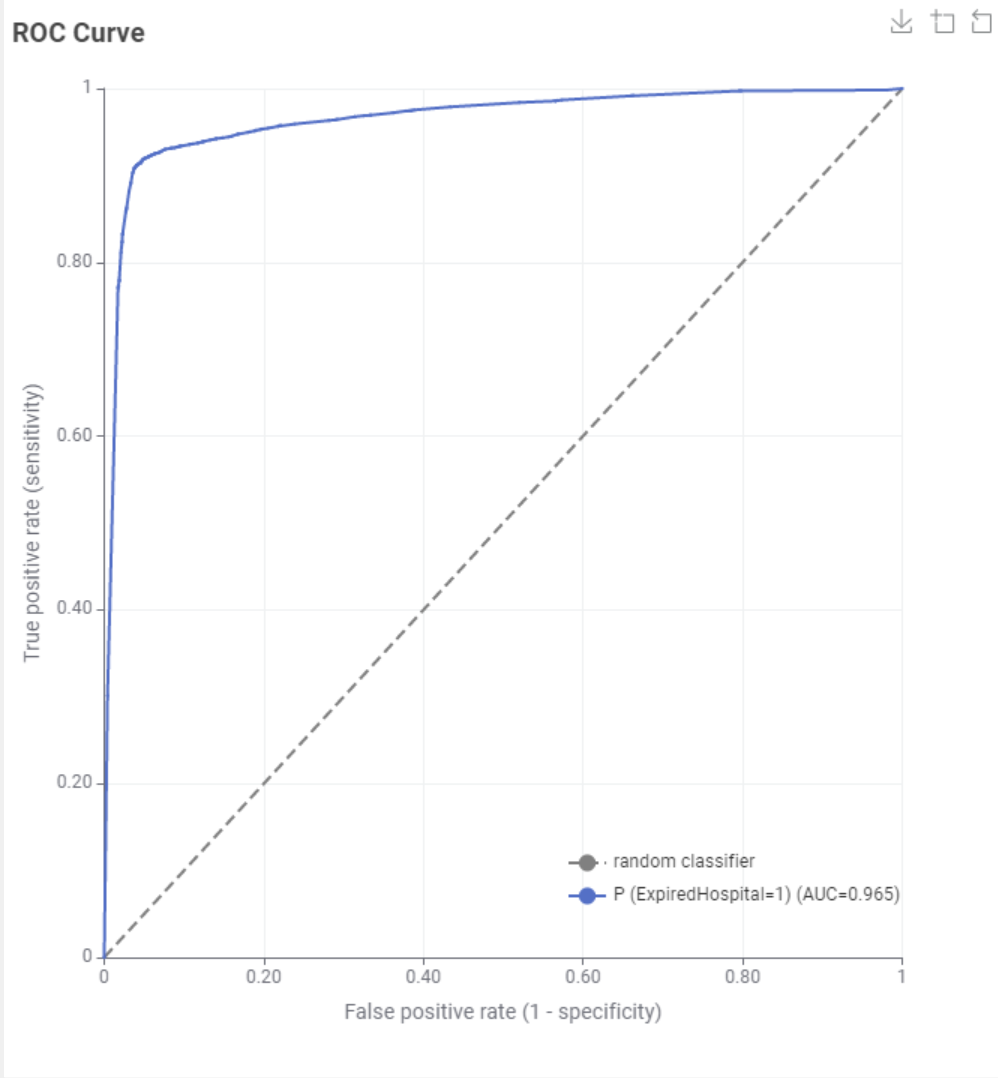 ROC Curve
1
0.80
0.60
0.40
0.20
0
True positive rate (sensitivity)
random classifier
P (ExpiredHospital=1) (AUC=0.965)
0 0.20 0.40 0.60 0.80 1
False positive rate (1 - specificity)